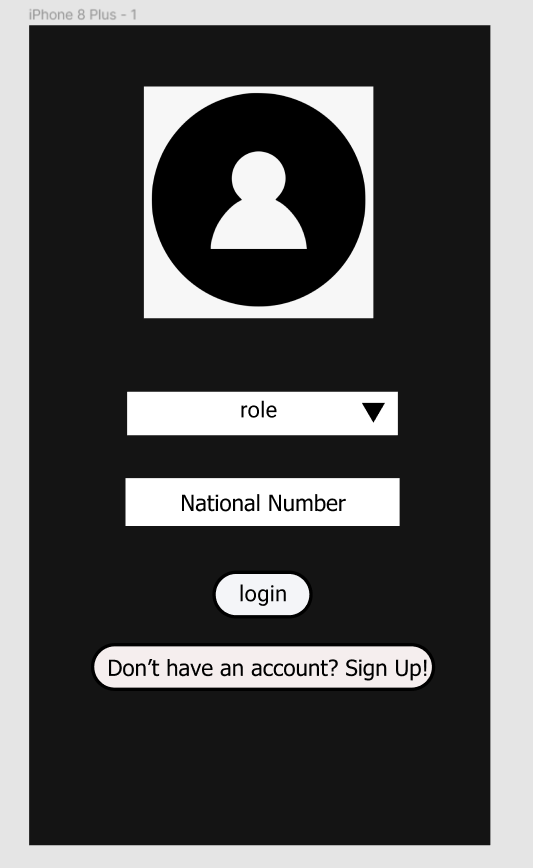 iPhone 8 Plus - 1
role
National Number
login
Don’t have an account? Sign Up!